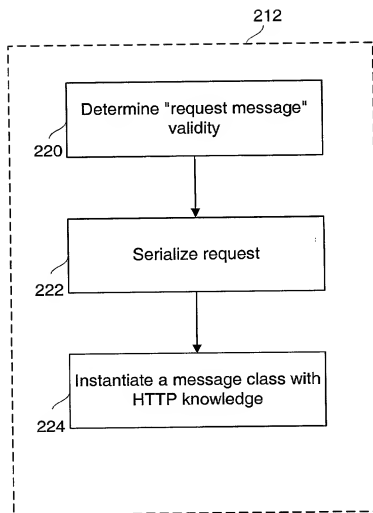 212
Determine "request message"
validity
220
Serialize request
222
Instantiate a message class with
HTTP knowledge
224